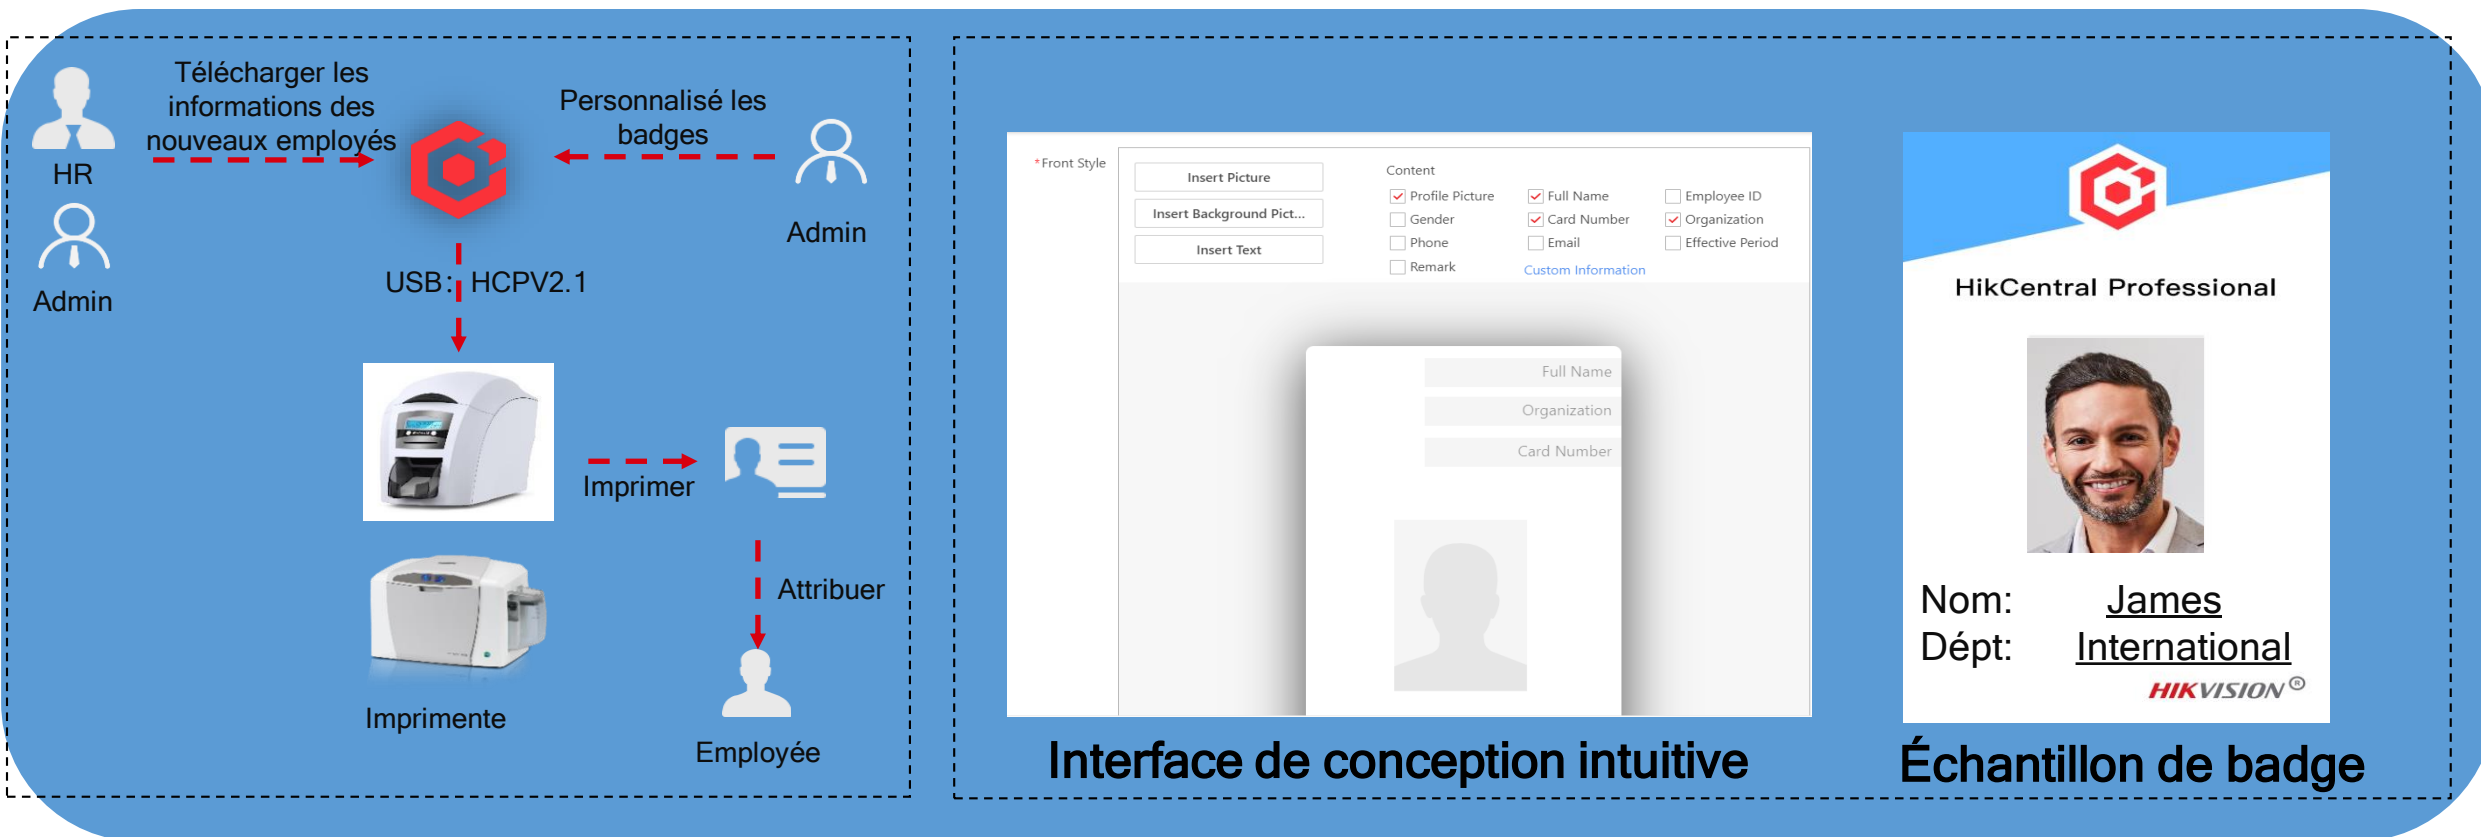 Télécharger les
informations des
nouveaux employés
HR
Admin
Personnalisé les
badges
Admin
USB: HCPV2.1
Imprimer
Attribuer
Imprimente
Employée
*Front Style
Insert Picture
Insert Background Pict...
Insert Text
Content
Profile Picture
Full Name
Employee ID
Gender
Card Number
Organization
Phone
Email
Effective Period
Remark
Custom Information
Full Name
Organization
Card Number
Interface de conception intuitive
HikCentral Professional
Nom: James
Dépt: International
HIKVISION®
Échantillon de badge